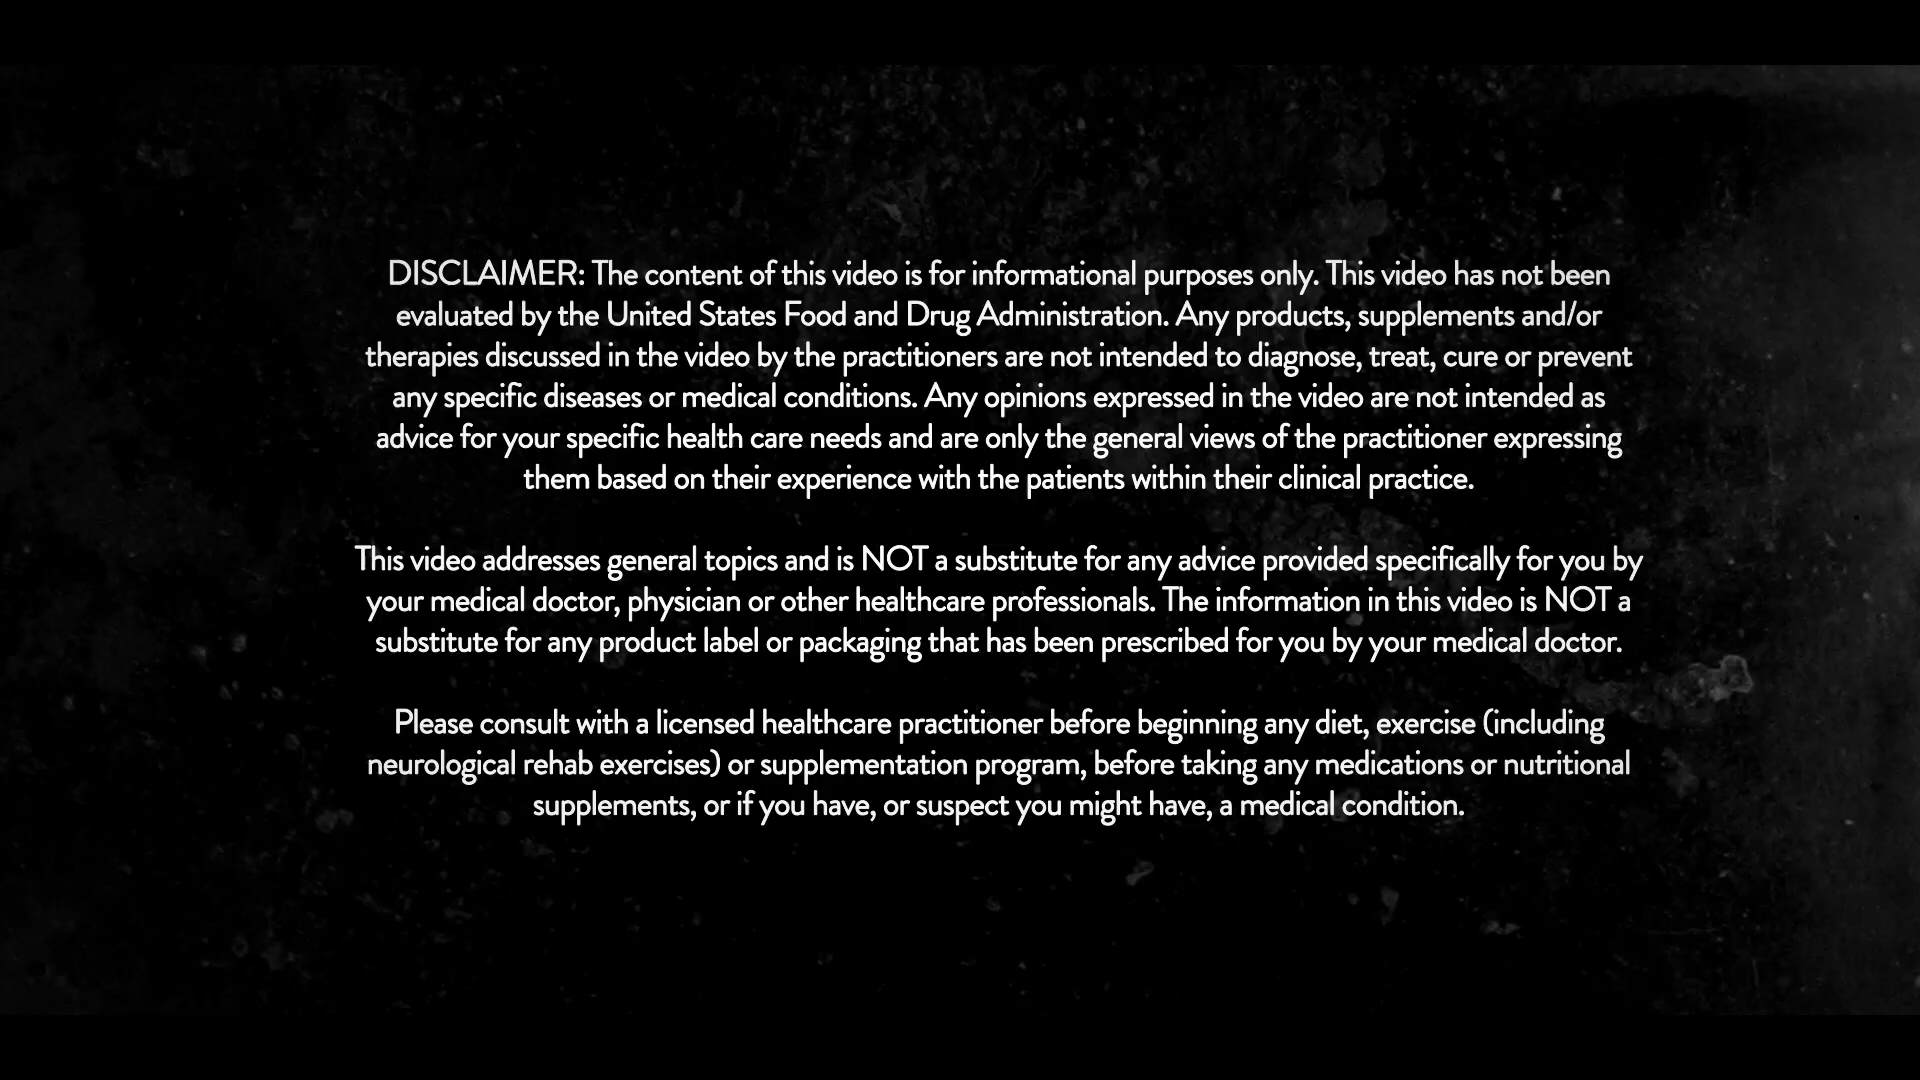 DISCLAIMER: The content of this video is for informational purposes only. This video has not been
evaluated by the United States Food and Drug Administration. Any products, supplements and/or
therapies discussed in the video by the practitioners are not intended to diagnose, treat, cure or prevent
any specific diseases or medical conditions. Any opinions expressed in the video are not intended as
advice for your specific health care needs and are only the general views of the practitioner expressing
them based on their experience with the patients within their clinical practice.
This video addresses general topics and is NOT a substitute for any advice provided specifically for you by
your medical doctor, physician or other healthcare professionals. The information in this video is NOT a
substitute for any product label or packaging that has been prescribed for you by your medical doctor.
Please consult with a licensed healthcare practitioner before beginning any diet, exercise (including
neurological rehab exercises) or supplementation program, before taking any medications or nutritional
supplements, or if you have, or suspect you might have, a medical condition.